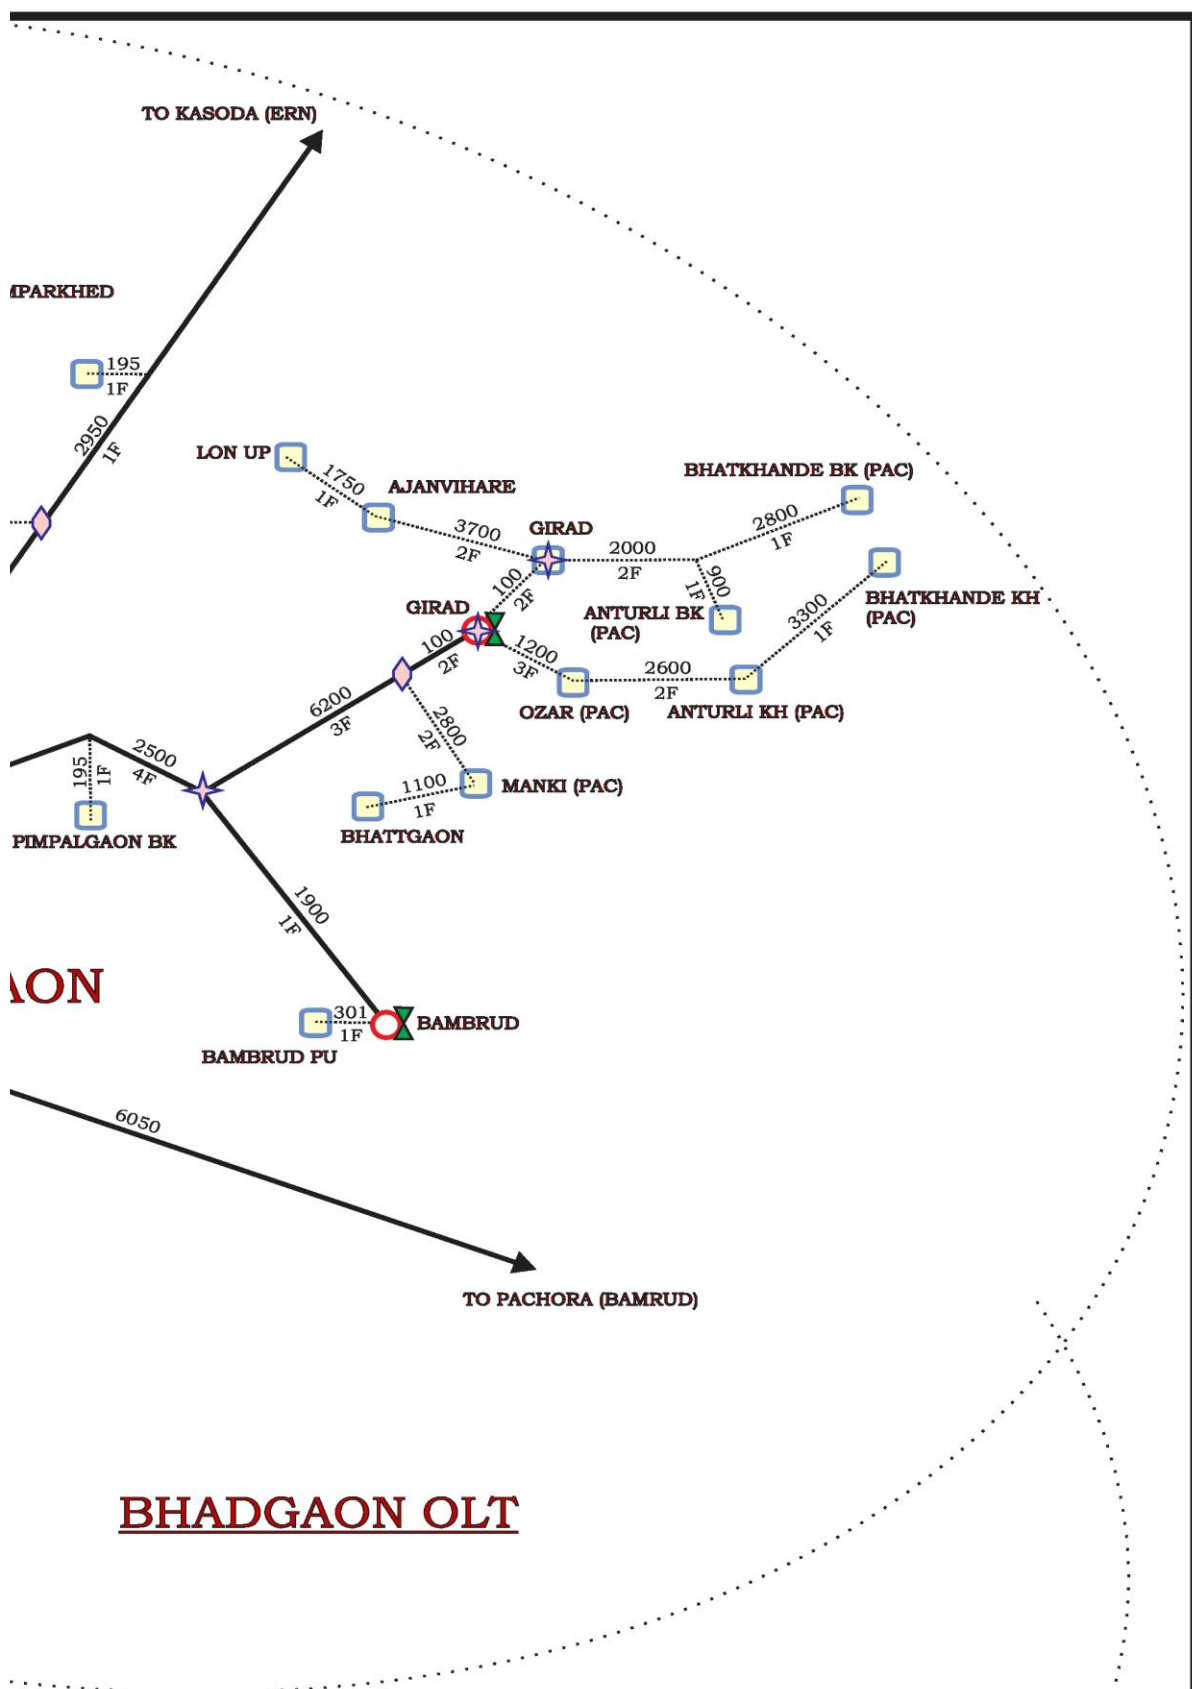 TO KASODA (ERN)
MPARKHED
195
1F
2950
1F
LON UP
1750
1F
AJANVIHARE
3700
2F
GIRAD
2000
2F
BHATKHANDE BK (PAC)
2800
1F
900
1F
100
2F
GIRAD
ANTURLI BK
(PAC)
BHATKHANDE KH
(PAC)
3300
1F
100
2F
1200
3F
2600
2F
OZAR (PAC)
ANTURLI KH (PAC)
6200
3F
2800
2F
2500
4F
195
1F
1100
1F
MANKI (PAC)
PIMPALGAON BK
BHATTGAON
1900
1F
AON
301
1F
BAMBRUD
BAMBRUD PU
6050
TO PACHORA (BAMRUD)
BHADGAON OLT